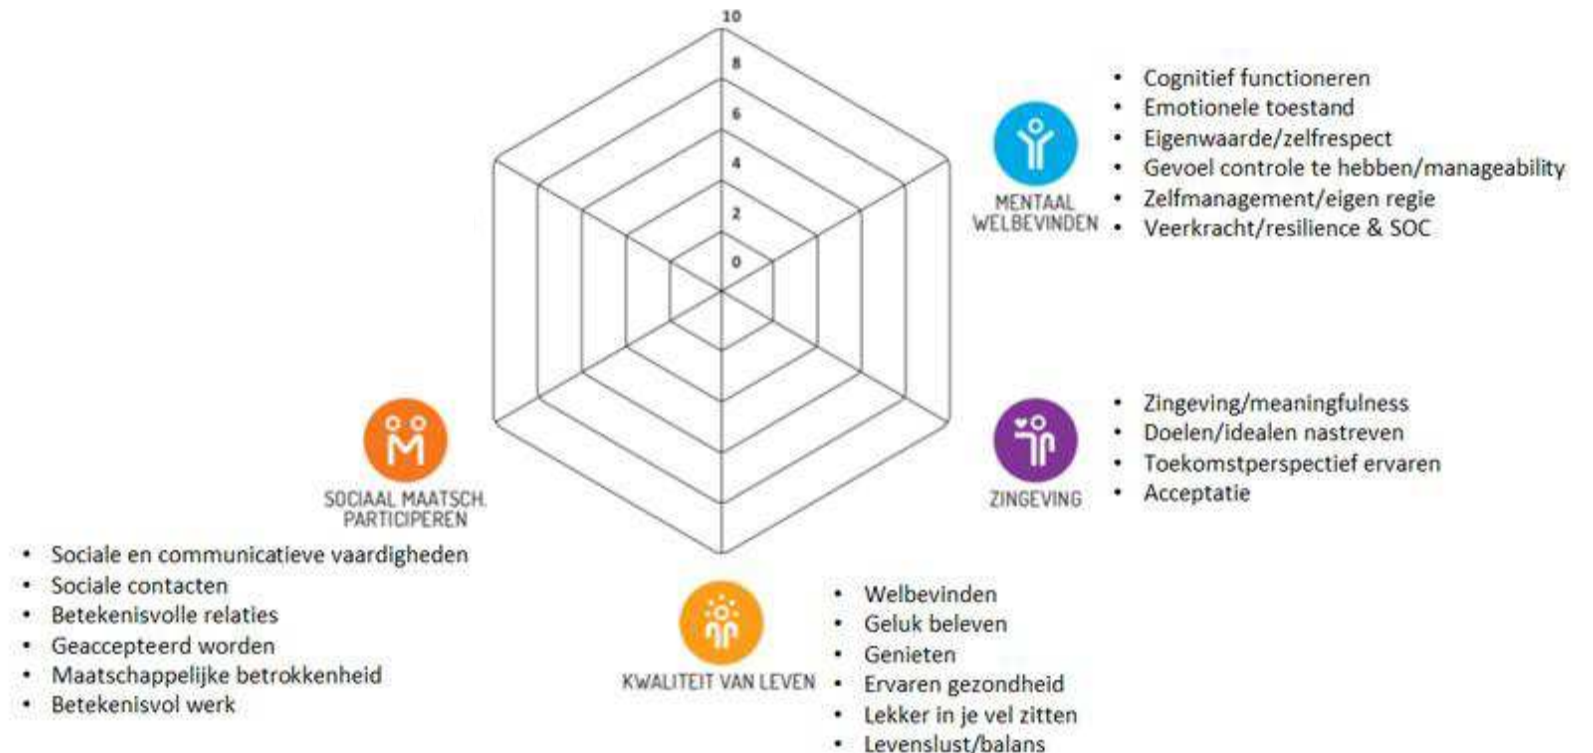 10
8
6
4
2
0
MENTAAL
WELBEVINDEN
• Cognitief functioneren
• Emotionele toestand
• Eigenwaarde/zelfrespect
• Gevoel controle te hebben/manageability
• Zelfmanagement/eigen regie
• Veerkracht/resilience & SOC
ZINGEVING
• Zingeving/meaningfulness
• Doelen/idealen nastreven
• Toekomstperspectief ervaren
• Acceptatie
SOCIAAL MAATSCH.
PARTICIPEREN
• Sociale en communicatieve vaardigheden
• Sociale contacten
• Betekenisvolle relaties
• Geaccepteerd worden
• Maatschappelijke betrokkenheid
• Betekenisvol werk
KWALITEIT VAN LEVEN
• Welbevinden
• Geluk beleven
• Genieten
• Ervaren gezondheid
• Lekker in je vel zitten
• Levenslust/balans